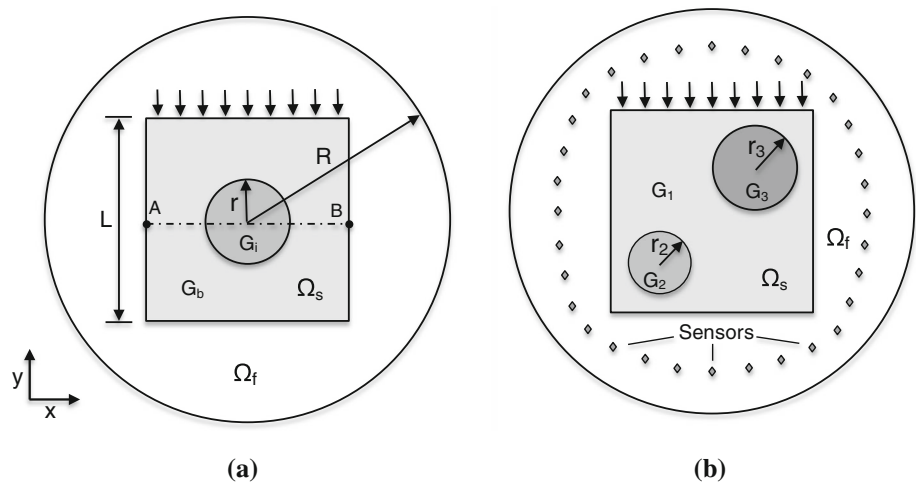 R
L
r
A
B
G_i
G_b
Ω_s
Ω_f
y
x
(a)
r_3
G_1
G_3
r_2
G_2
Ω_f
Ω_s
Sensors
(b)